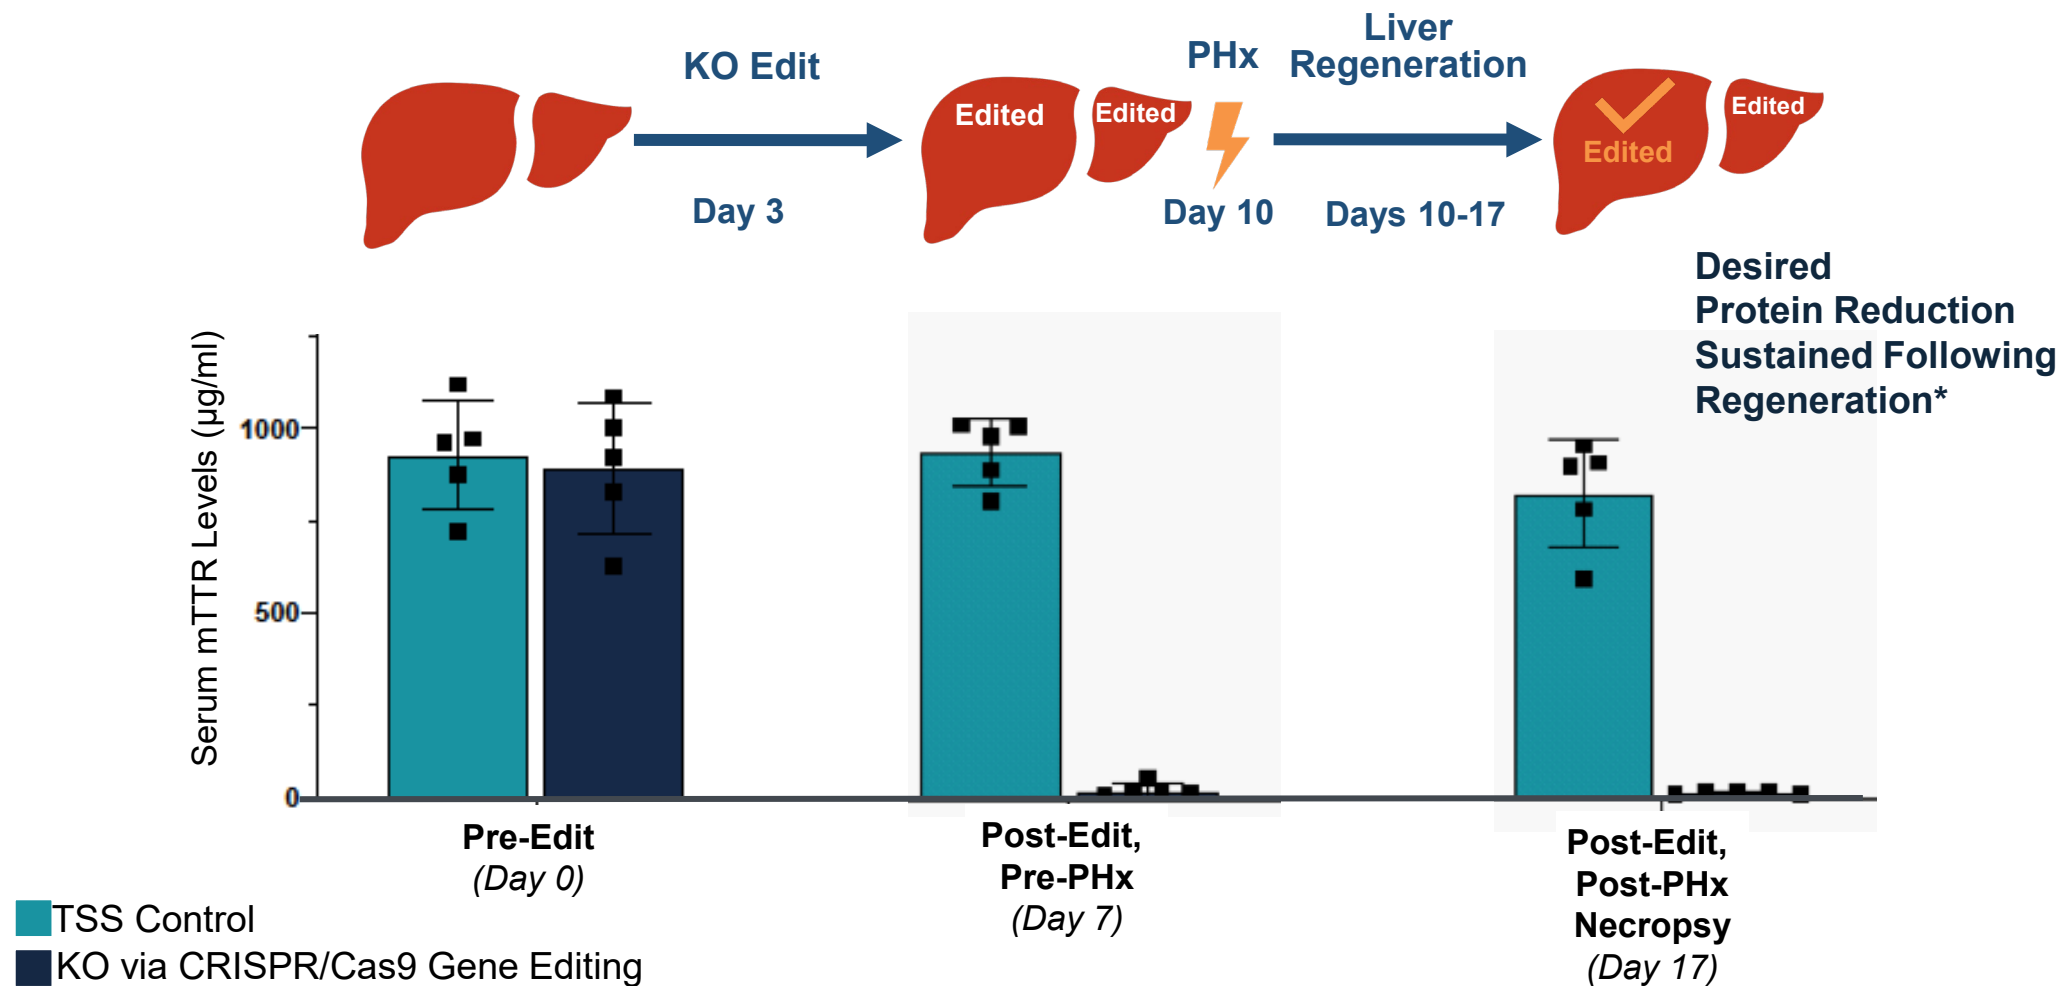 KO Edit
Day 3
Edited
Edited
PHx
Day 10
Liver
Regeneration
Days 10-17
Edited
Edited
Desired
Protein Reduction
Sustained Following
Regeneration*
Serum mTTR Levels (µg/ml)
1000
500
0
Pre-Edit
(Day 0)
Post-Edit,
Pre-PHx
(Day 7)
Post-Edit,
Post-PHx
Necropsy
(Day 17)
TSS Control
KO via CRISPR/Cas9 Gene Editing